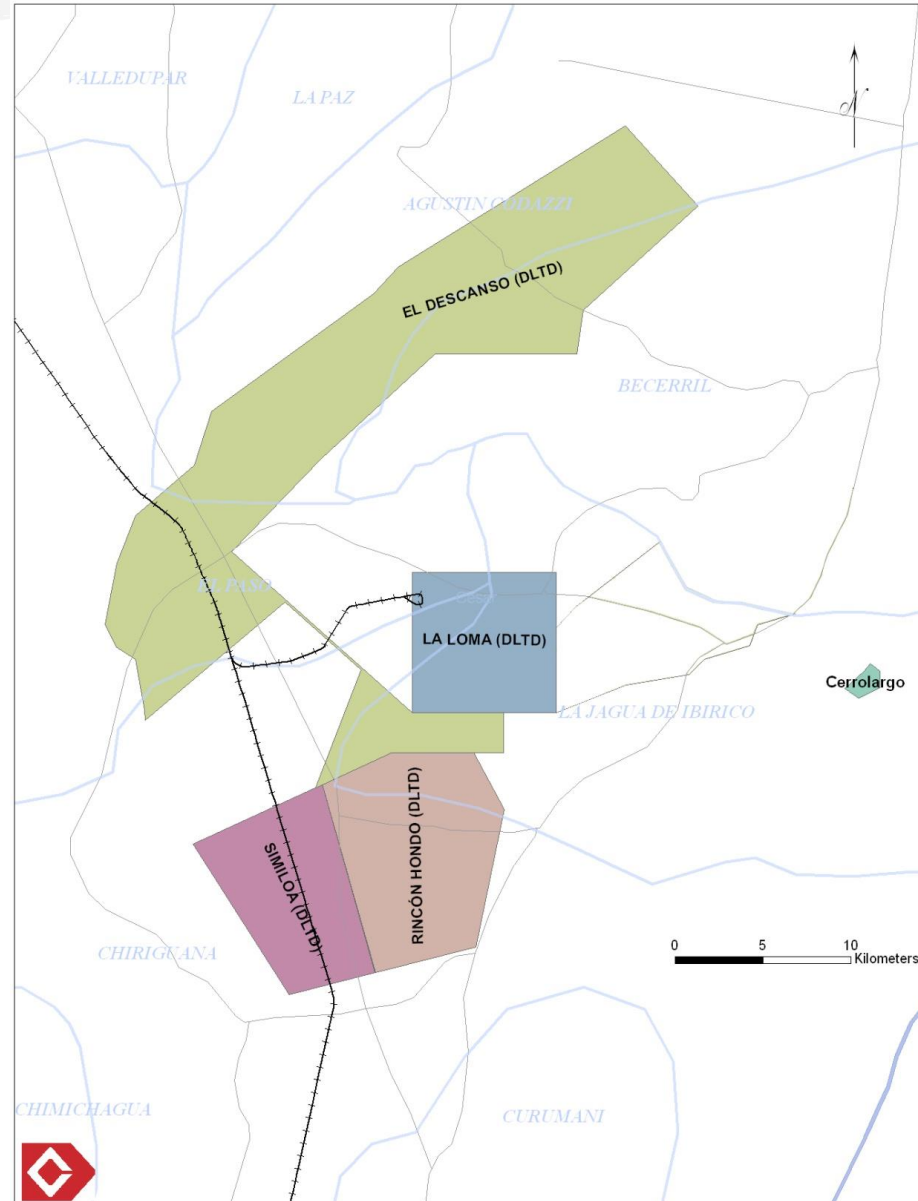 VALLEDUPAR
LA PAZ
N
AGUSTIN CODAZZI
EL DESCANSO (DLTD)
BECERRIL
EL PASO
LA LOMA (DLTD)
Cerrolargo
LA JAGUA DE IBIRICO
RINCÓN HONDO (DLTD)
SIMILOA (DLTD)
CHIRIGUANA
0 5 10
Kilometers
CHIMICHAGUA
CURUMANI